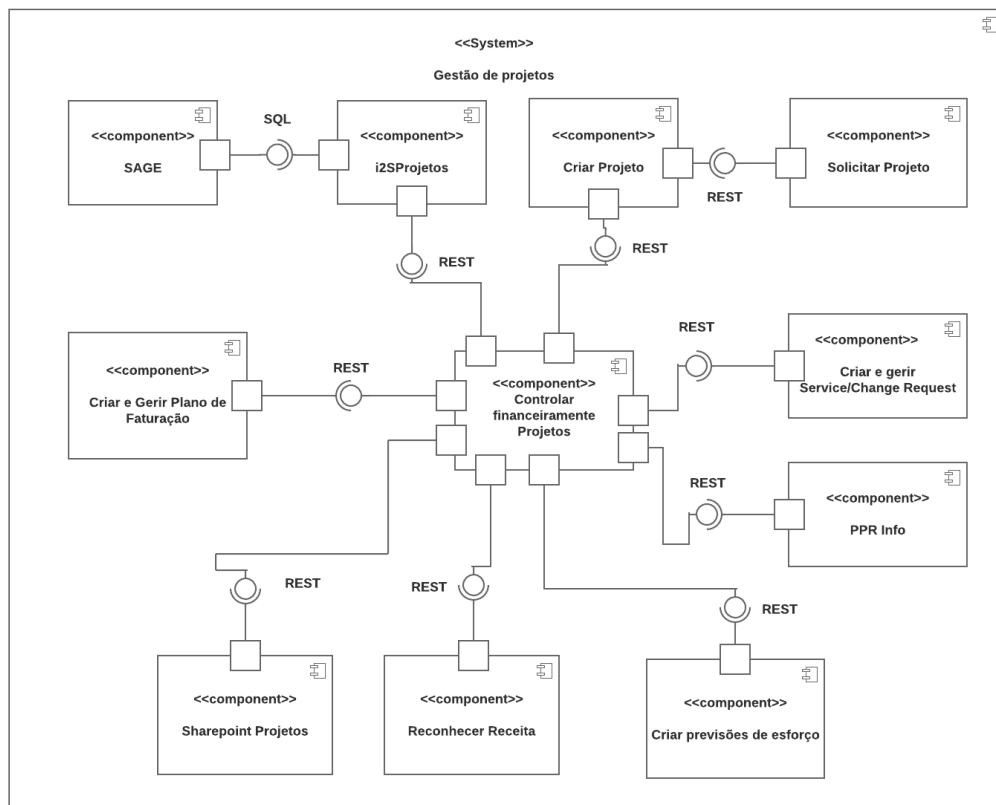 <<System>>
Gestão de projetos
<<component>>
SAGE
SQL
<<component>>
i2SProjetos
<<component>>
Criar Projeto
REST
<<component>>
Solicitar Projeto
REST
REST
<<component>>
Criar e Gerir Plano de
Faturação
REST
<<component>>
Controlar
financeiramente
Projetos
REST
<<component>>
Criar e gerir
Service/Change Request
REST
<<component>>
PPR Info
REST
REST
REST
<<component>>
Sharepoint Projetos
<<component>>
Reconhecer Receita
<<component>>
Criar previsões de esforço